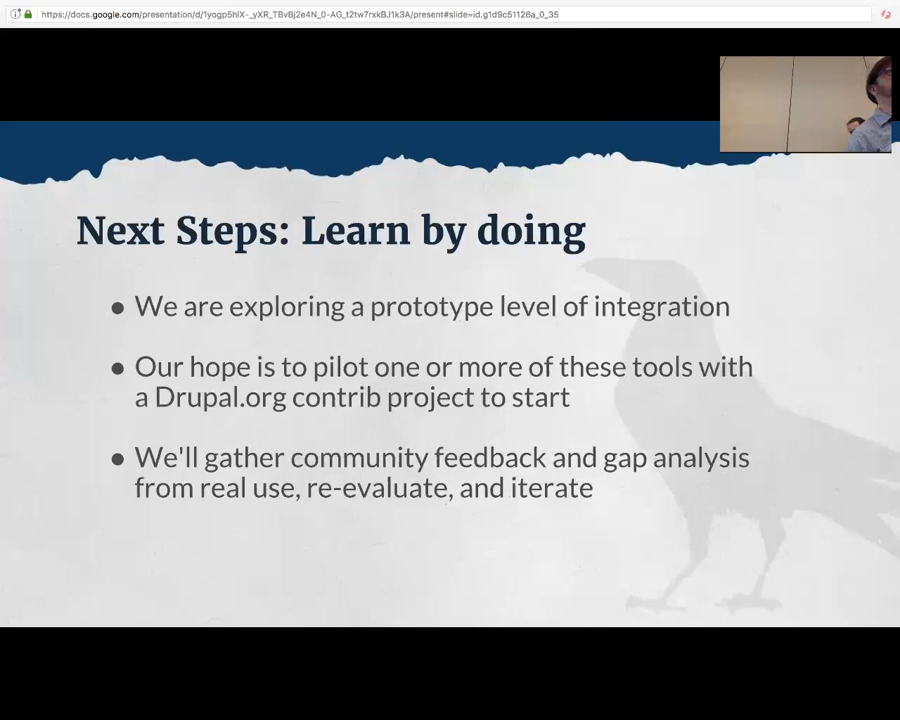 https://docs.google.com/presentation/d/1yogp5hlX-_yXR_TBvBj2e4N_0-AG_t2tw7rxkBJ1k3A/present#slide=id.g1d9c51126a_0_35
Next Steps: Learn by doing
● We are exploring a prototype level of integration
● Our hope is to pilot one or more of these tools with
a Drupal.org contrib project to start
● We'll gather community feedback and gap analysis
from real use, re-evaluate, and iterate